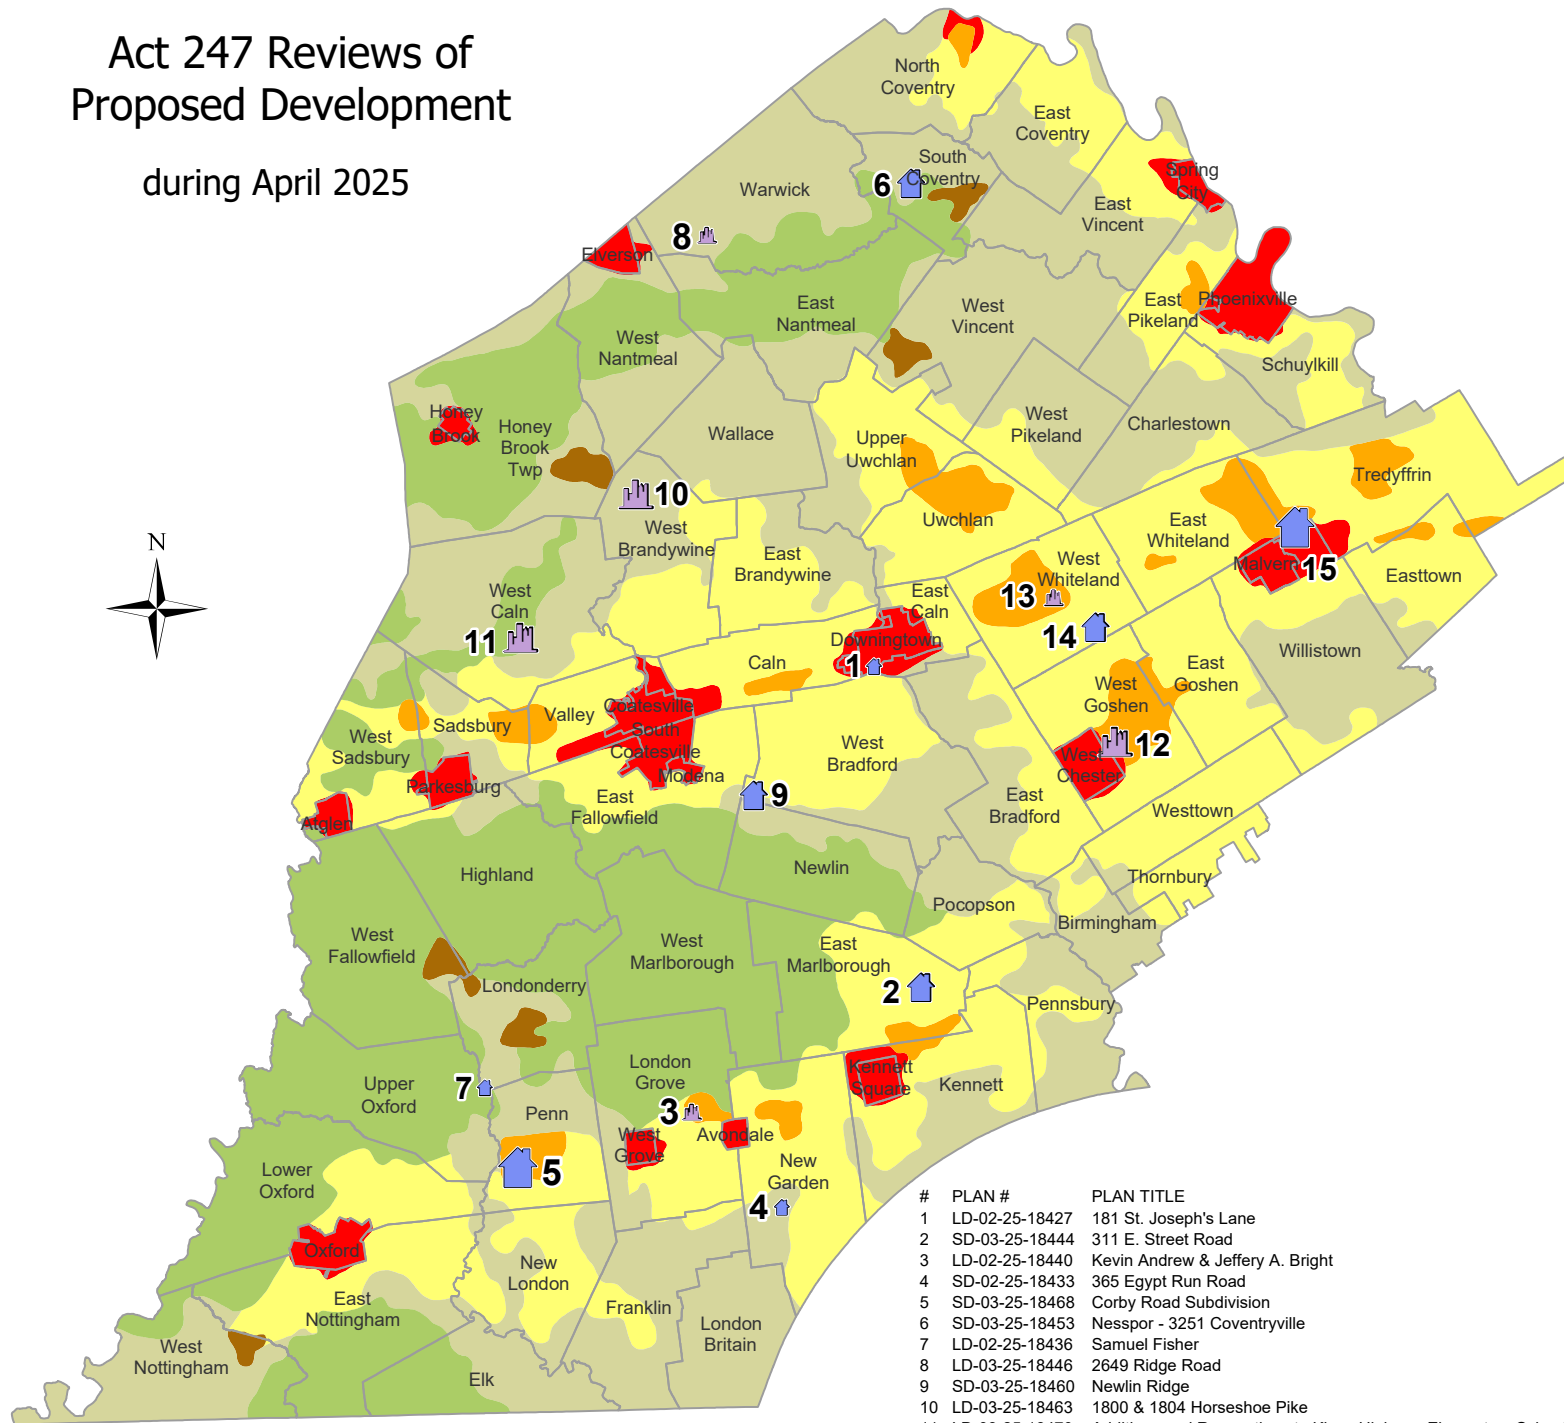 Act 247 Reviews of
Proposed Development
during April 2025
North
Coventry
East
Coventry
South
Coventry
6
Warwick
Spring
City
East
Vincent
8
Elverson
East
Nantmeal
West
Vincent
East
Pikeland
Phoenixville
West
Nantmeal
Schuylkill
Honey
Brook
Honey
Brook
Twp
Wallace
Upper
Uwchlan
West
Pikeland
Charlestown
Tredyffrin
10
West
Brandywine
Uwchlan
East
Whiteland
N
East
Brandywine
West
Whiteland
Malvern
15
Easttown
West
Caln
East
Caln
13
11
Downingtown
14
Willistown
Caln
1
West
Goshen
East
Goshen
Coatesville
Valley
Sadsbury
South
Coatesville
West
Sadsbury
West
Bradford
12
West
Chester
Modena
Parkesburg
9
East
Fallowfield
East
Bradford
Westtown
Atglen
Highland
Newlin
Thornbury
Pocopson
Birmingham
West
Fallowfield
West
Marlborough
East
Marlborough
Londonderry
2
Pennsbury
London
Grove
Kennett
Square
Kennett
Upper
Oxford
7
Penn
3
West
Grove
Avondale
Lower
Oxford
5
New
Garden
4
Oxford
New
London
East
Nottingham
Franklin
London
Britain
West
Nottingham
Elk
# PLAN # PLAN TITLE
1 LD-02-25-18427 181 St. Joseph's Lane
2 SD-03-25-18444 311 E. Street Road
3 LD-02-25-18440 Kevin Andrew & Jeffery A. Bright
4 SD-02-25-18433 365 Egypt Run Road
5 SD-03-25-18468 Corby Road Subdivision
6 SD-03-25-18453 Nesspor - 3251 Coventryville
7 LD-02-25-18436 Samuel Fisher
8 LD-03-25-18446 2649 Ridge Road
9 SD-03-25-18460 Newlin Ridge
10 LD-03-25-18463 1800 & 1804 Horseshoe Pike